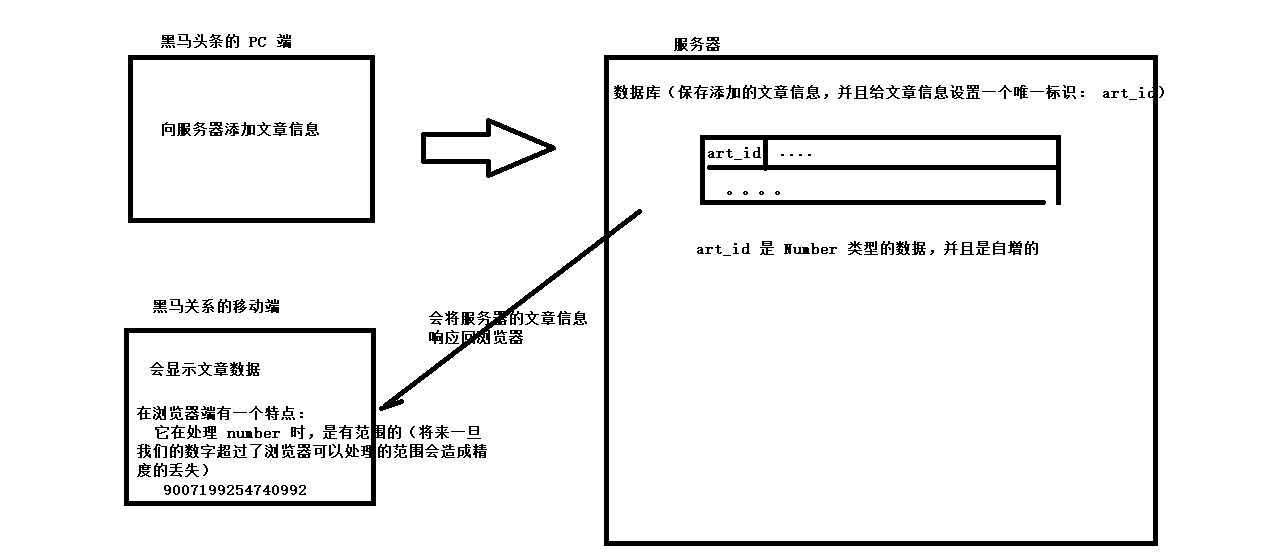 黑马头条的 PC 端
向服务器添加文章信息
服务器
数据库（保存添加的文章信息，并且给文章信息设置一个唯一标识： art_id）
art_id ....
。。。。
art_id 是 Number 类型的数据，并且是自增的
会将服务器的文章信息
响应回浏览器
黑马关系的移动端
会显示文章数据
在浏览器端有一个特点：
它在处理 number 时，是有范围的（将来一旦
我们的数字超过了浏览器可以处理的范围会造成精
度的丢失）
9007199254740992